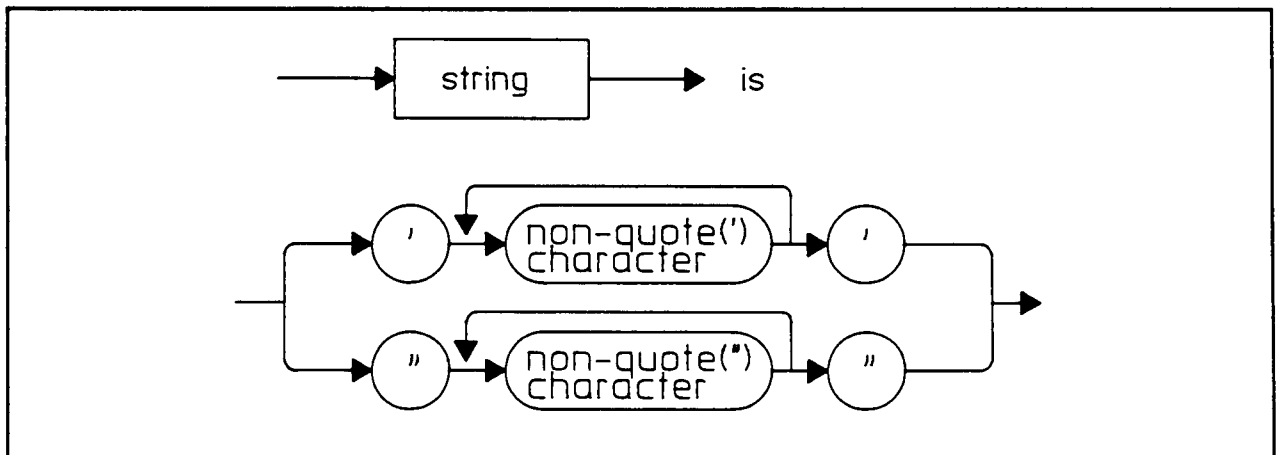 string is
' non-quote(') character '
" non-quote(") character "